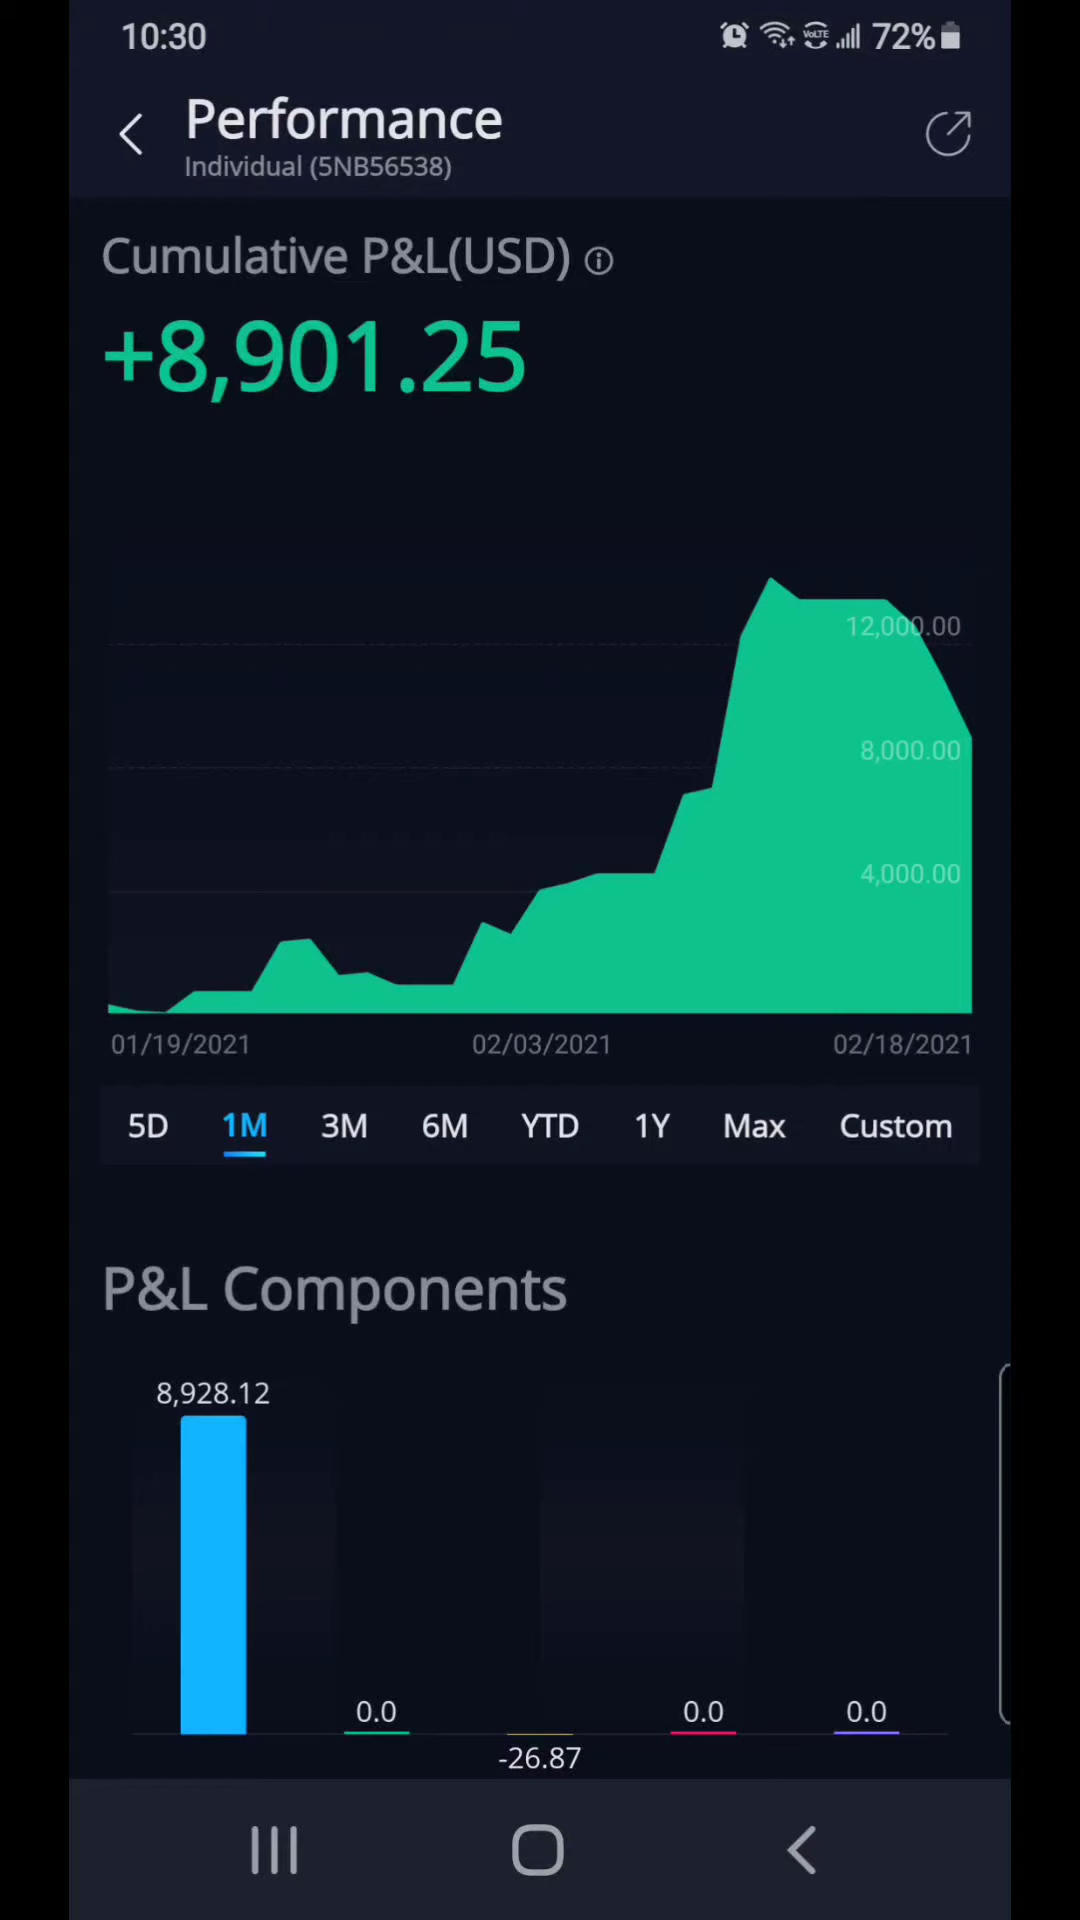 10:30
VoLTE
72%
Performance
Individual (5NB56538)
Cumulative P&L(USD)
+8,901.25
12,000.00
8,000.00
4,000.00
01/19/2021 02/03/2021 02/18/2021
5D 1M 3M 6M YTD 1Y Max Custom
P&L Components
8,928.12
0.0 0.0 0.0
-26.87